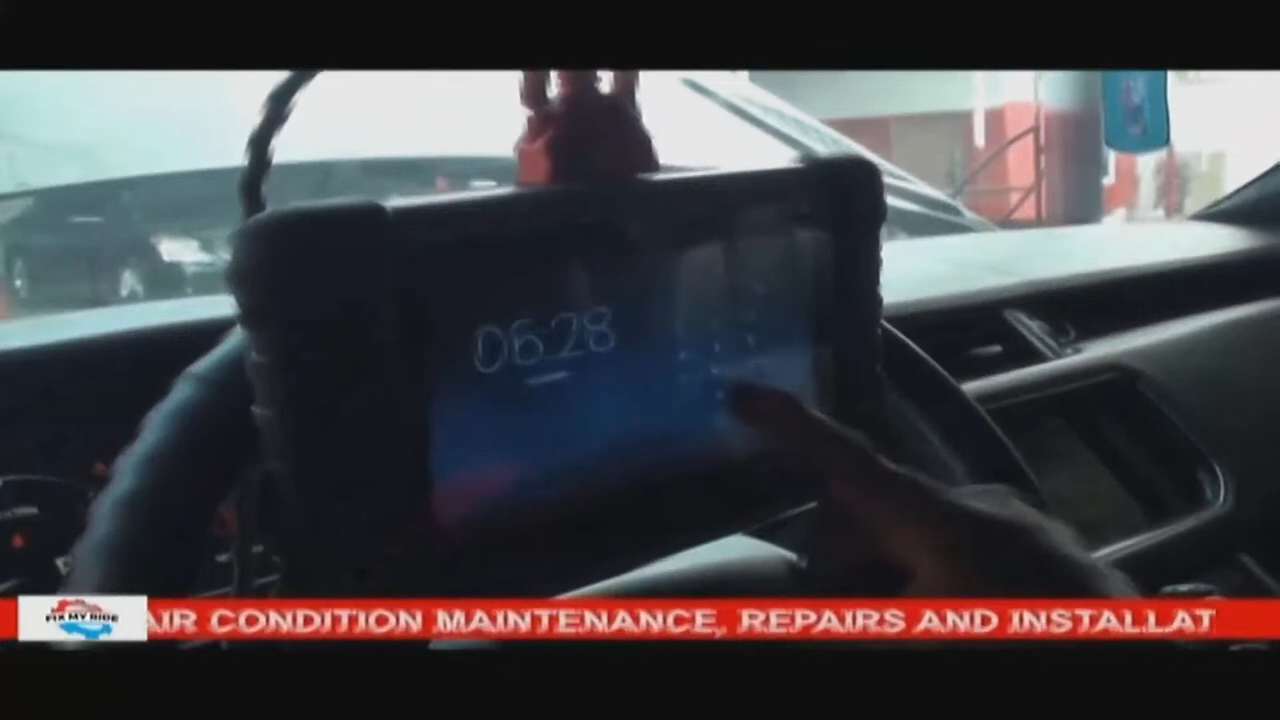 06:28
FIX MY RIDE
AIR CONDITION MAINTENANCE, REPAIRS AND INSTALLAT